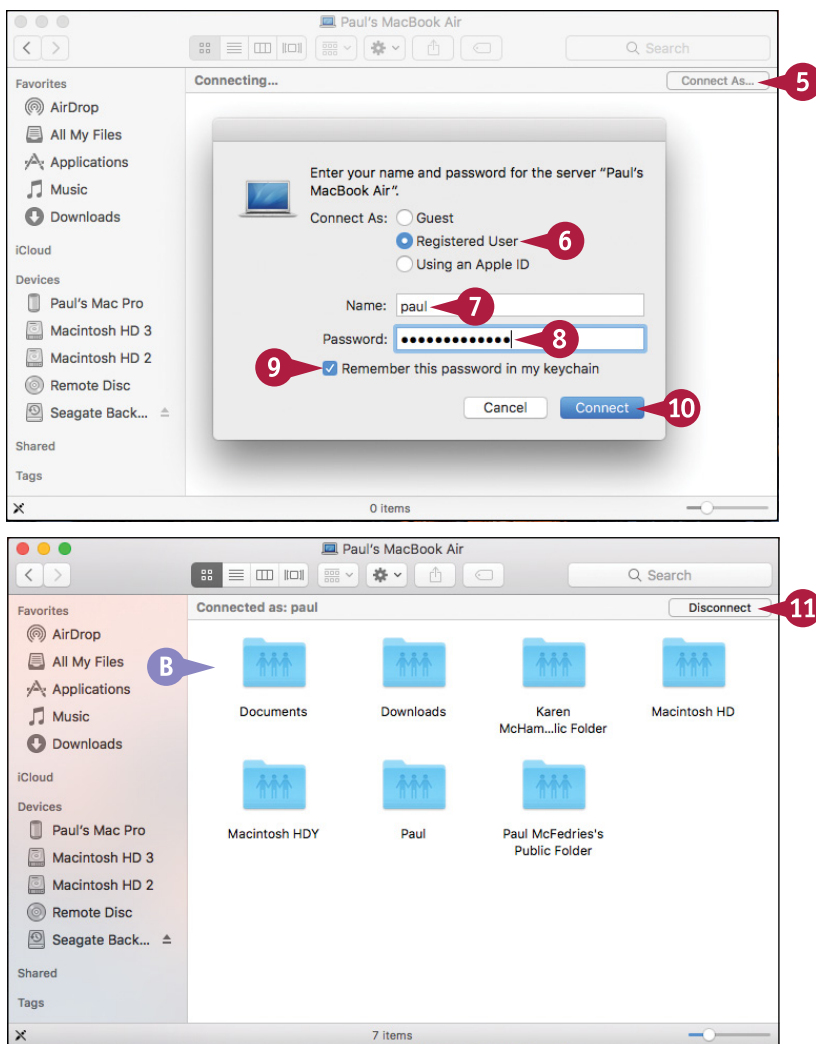 Paul's MacBook Air
Search
Favorites
Connecting...
Connect As...
5
AirDrop
All My Files
Applications
Music
Downloads
iCloud
Devices
Paul's Mac Pro
Macintosh HD 3
Macintosh HD 2
Remote Disc
Seagate Back...
Shared
Tags
Enter your name and password for the server “Paul's
MacBook Air”.
Connect As:
Guest
Registered User
6
Using an Apple ID
Name: paul
7
Password: •••••••••••••
8
9
Remember this password in my keychain
Cancel
Connect
10
0 items
Paul's MacBook Air
Search
Favorites
Connected as: paul
Disconnect
11
AirDrop
All My Files
Applications
Music
Downloads
iCloud
Devices
Paul's Mac Pro
Macintosh HD 3
Macintosh HD 2
Remote Disc
Seagate Back...
Shared
Tags
B
Documents
Downloads
Karen
McHam...lic Folder
Macintosh HD
Macintosh HDY
Paul
Paul McFedries's
Public Folder
7 items